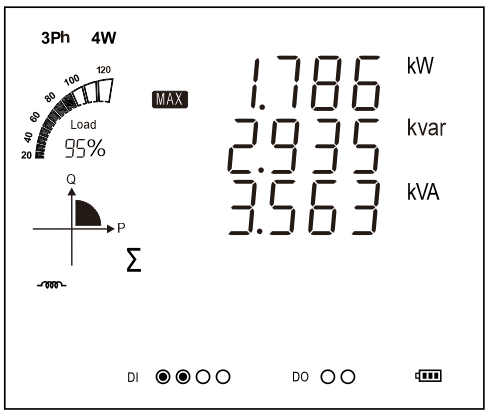 3Ph 4W
20 40 60 80 100 120
Load
95%
MAX
1.786 kW
2.935 kvar
3.563 kVA
Q
P
Σ
DI
DO